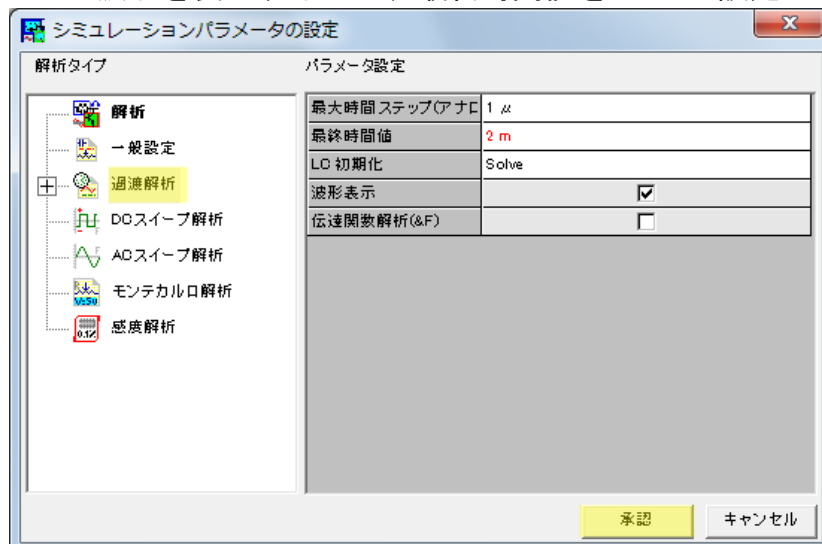 シミュレーションパラメータの設定
解析タイプ
パラメータ設定
解析
一般設定
過渡解析
DCスイープ解析
ACスイープ解析
モンテカルロ解析
感度解析
最大時間ステップ(アナロ 1 μ
最終時間値 2 m
LC 初期化 Solve
波形表示
伝達関数解析(&F)
承認 キャンセル